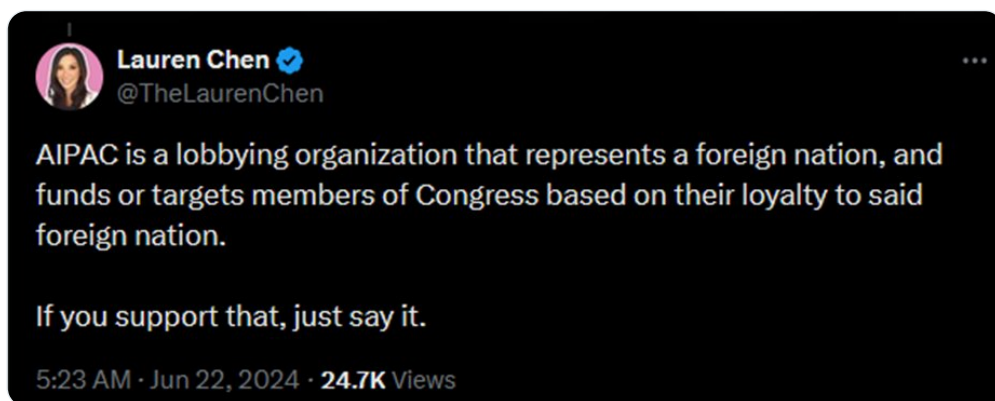 Lauren Chen
@TheLaurenChen
AIPAC is a lobbying organization that represents a foreign nation, and
funds or targets members of Congress based on their loyalty to said
foreign nation.
If you support that, just say it.
5:23 AM · Jun 22, 2024 · 24.7K Views